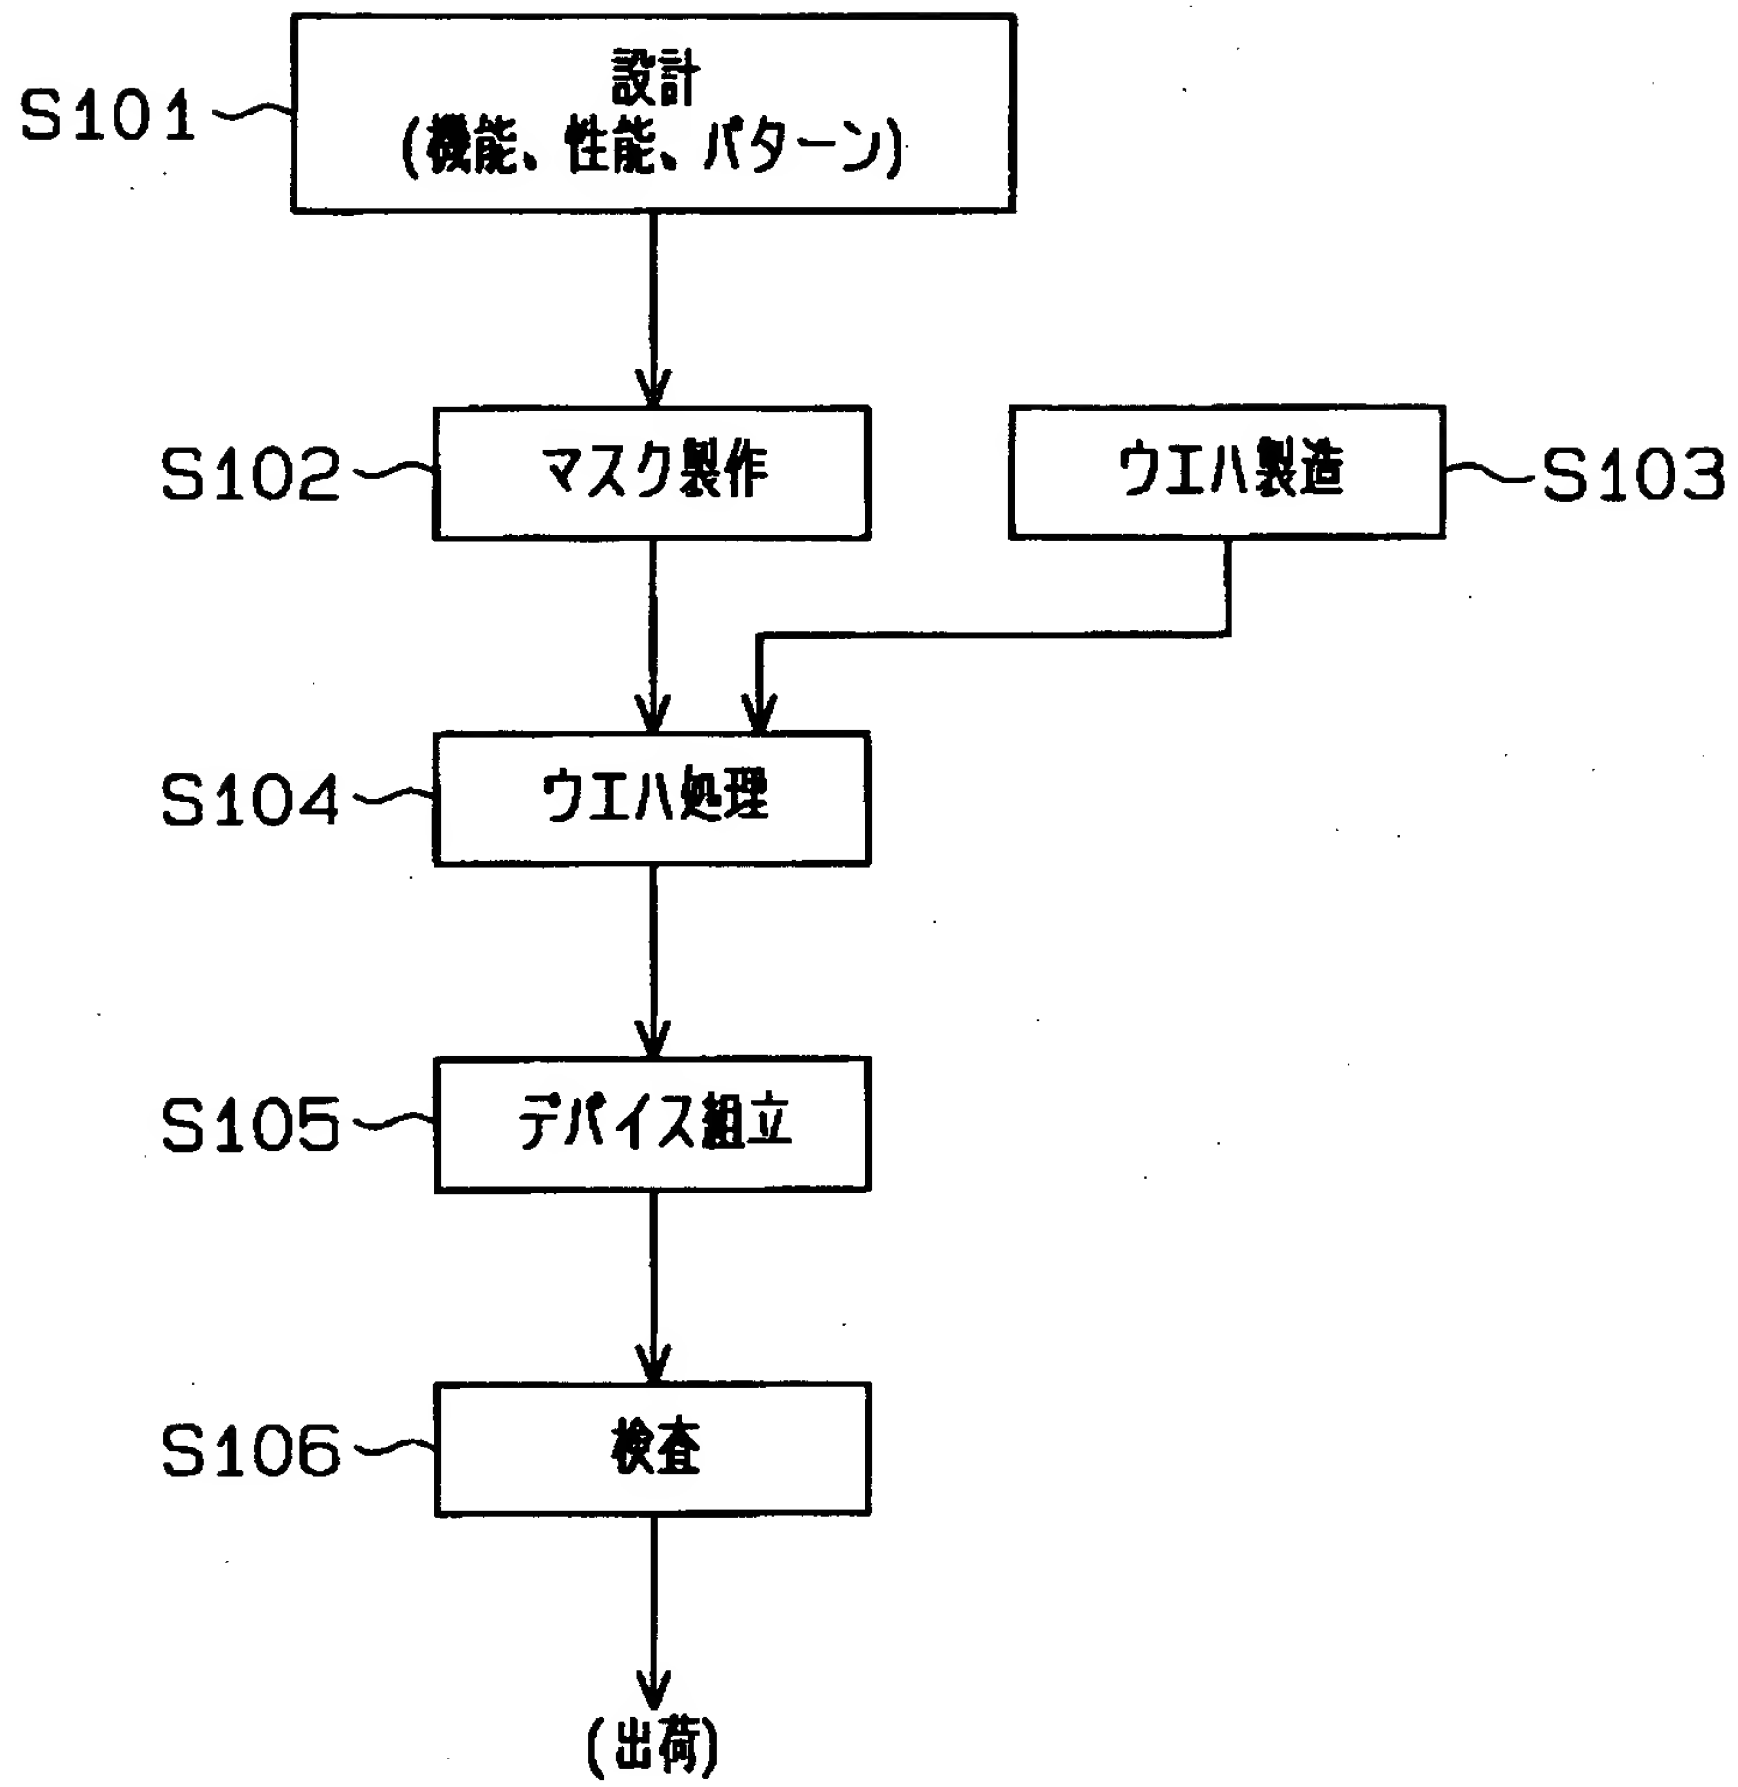 設計
S101
(機能、性能、パターン)
S102
マスク製作
ウエハ製造
S103
S104
ウエハ処理
S105
デバイス組立
S106
検査
(出荷)